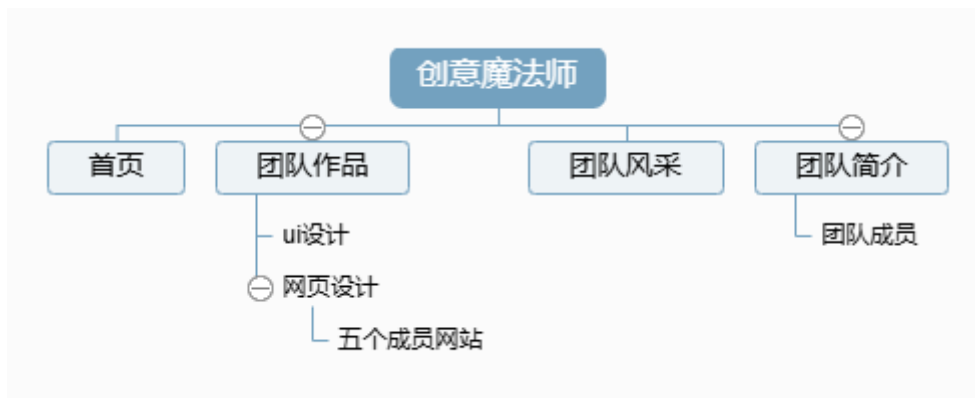 创意魔法师
首页
团队作品
团队风采
团队简介
ui设计
团队成员
网页设计
五个成员网站